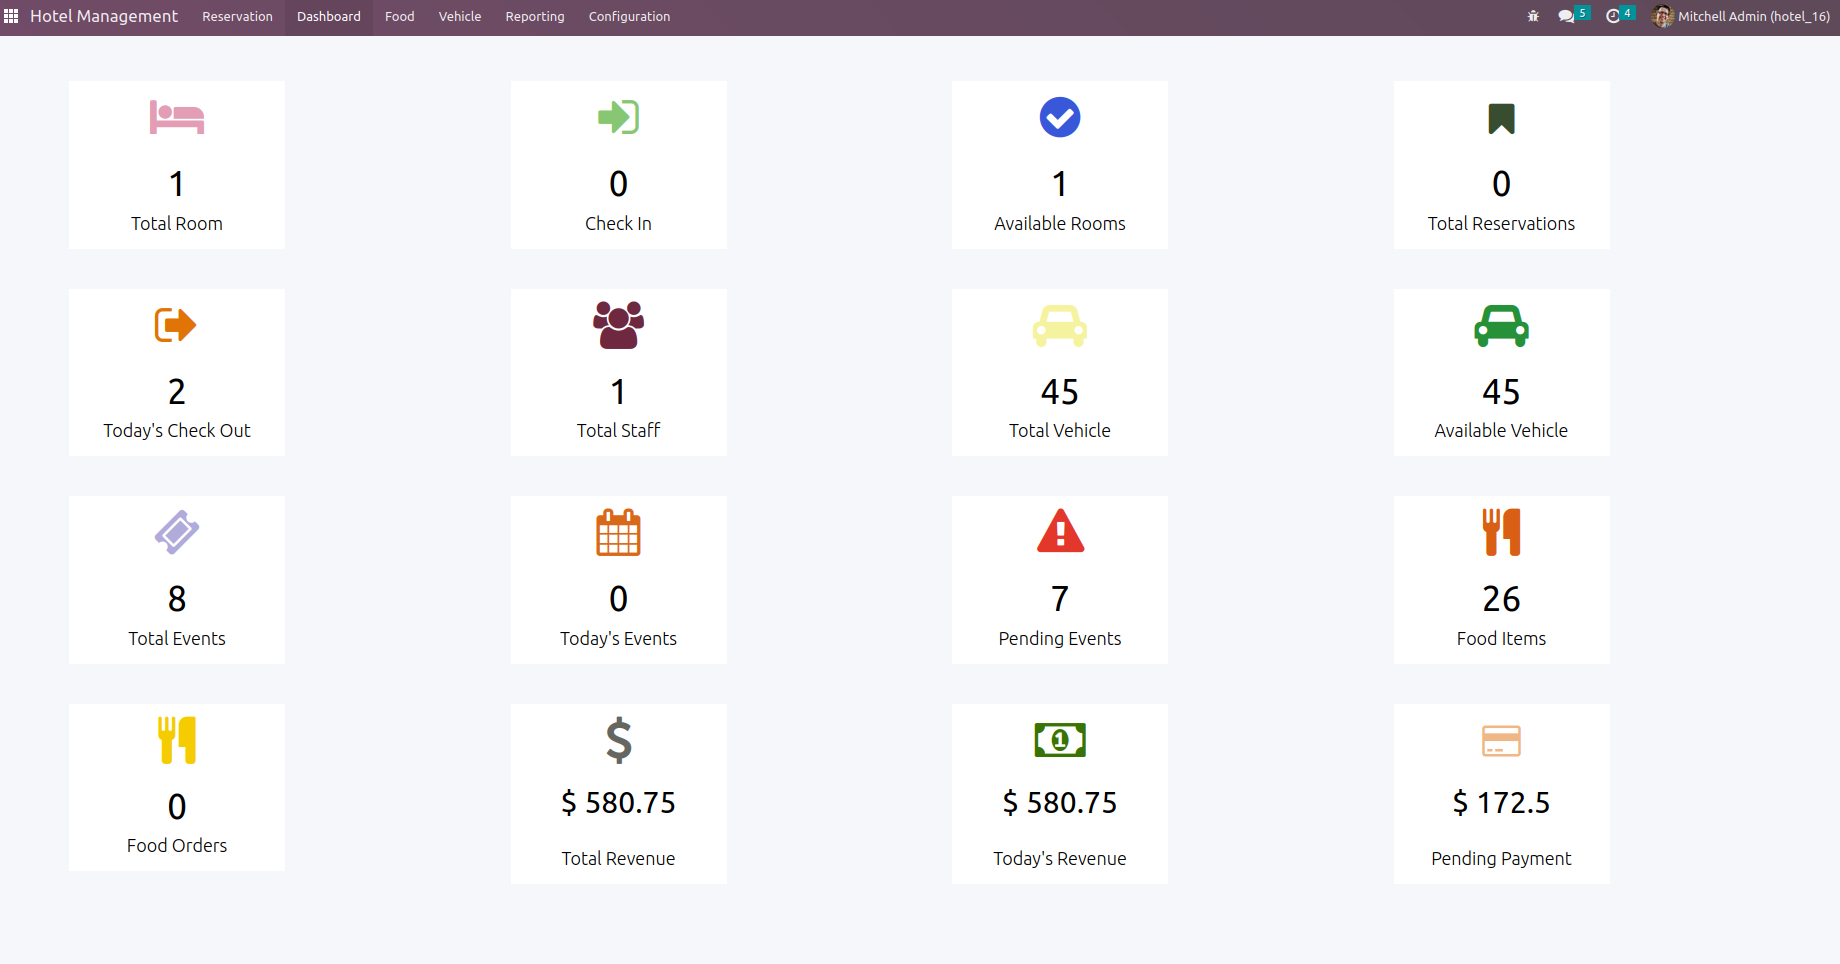 Hotel Management Reservation Dashboard Food Vehicle Reporting Configuration 5 4 Mitchell Admin (hotel_16)
1 0 1 0
Total Room Check In Available Rooms Total Reservations
2 1 45 45
Today's Check Out Total Staff Total Vehicle Available Vehicle
8 0 7 26
Total Events Today's Events Pending Events Food Items
0 $ 580.75 $ 580.75 $ 172.5
Food Orders Total Revenue Today's Revenue Pending Payment